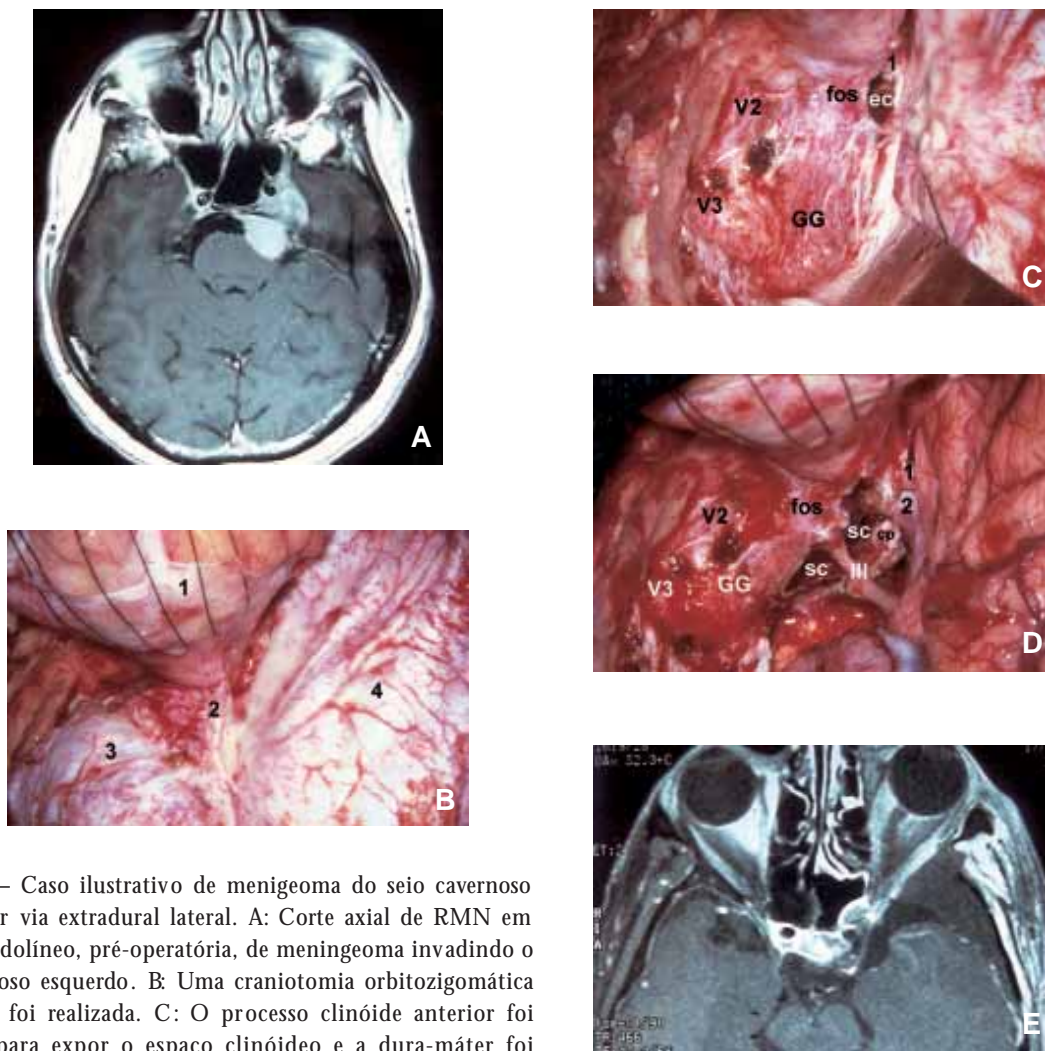 A
1
2
3
4
B
– Caso ilustrativo de menigeoma do seio cavernoso
r via extradural lateral. A: Corte axial de RMN em
dolíneo, pré-operatória, de meningeoma invadindo o
oso esquerdo. B: Uma craniotomia orbitozigomática
foi realizada. C: O processo clinóide anterior foi
para expor o espaço clinóideo e a dura-máter foi
1
fos
ec
V2
V3
GG
C
1
2
fos
V2
sc
cp
sc
III
V3
GG
D
E